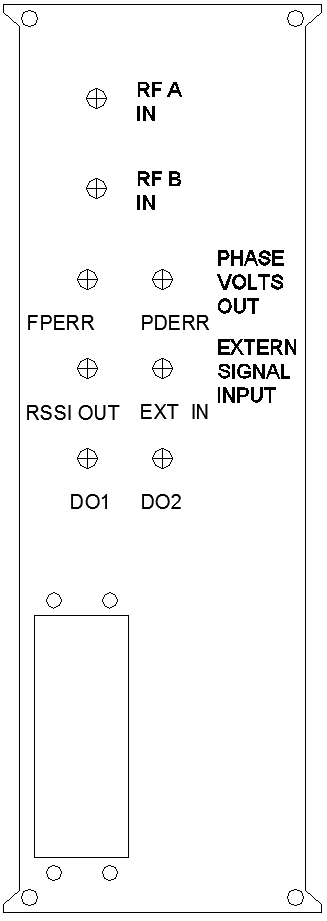 RF A
IN
RF B
IN
PHASE
VOLTS
OUT
FPERR PDERR
EXTERN
SIGNAL
INPUT
RSSI OUT EXT IN
DO1 DO2